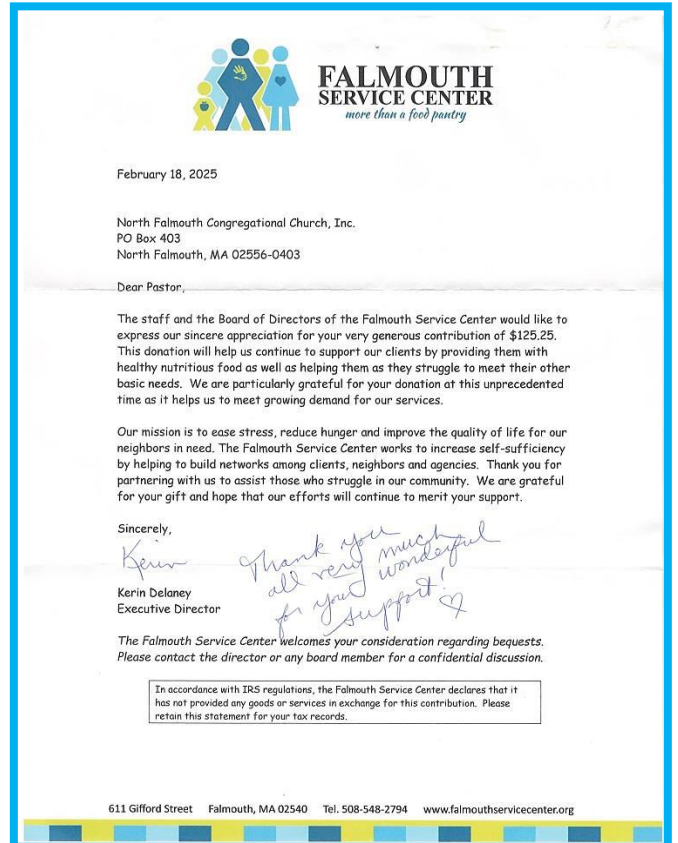 FALMOUTH
SERVICE CENTER
more than a food pantry
February 18, 2025
North Falmouth Congregational Church, Inc.
PO Box 403
North Falmouth, MA 02556-0403
Dear Pastor,
The staff and the Board of Directors of the Falmouth Service Center would like to
express our sincere appreciation for your very generous contribution of $125.25.
This donation will help us continue to support our clients by providing them with
healthy nutritious food as well as helping them as they struggle to meet their other
basic needs. We are particularly grateful for your donation at this unprecedented
time as it helps us to meet growing demand for our services.
Our mission is to ease stress, reduce hunger and improve the quality of life for our
neighbors in need. The Falmouth Service Center works to increase self-sufficiency
by helping to build networks among clients, neighbors and agencies. Thank you for
partnering with us to assist those who struggle in our community. We are grateful
for your gift and hope that our efforts will continue to merit your support.
Sincerely,
Kerin
Thank you
all very much
for your wonderful
support!
Kerin Delaney
Executive Director
The Falmouth Service Center welcomes your consideration regarding bequests.
Please contact the director or any board member for a confidential discussion.
In accordance with IRS regulations, the Falmouth Service Center declares that it
has not provided any goods or services in exchange for this contribution. Please
retain this statement for your tax records.
611 Gifford Street Falmouth, MA 02540 Tel. 508-548-2794 www.falmouthservicecenter.org